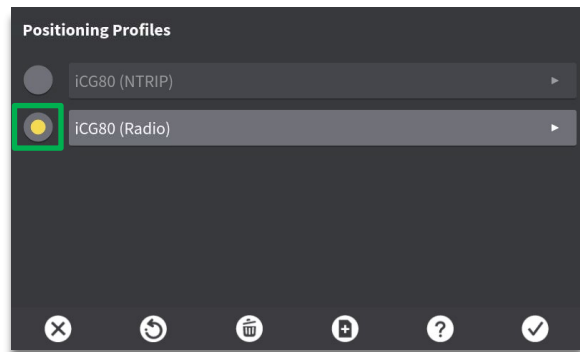 Positioning Profiles
iCG80 (NTRIP)
iCG80 (Radio)
?